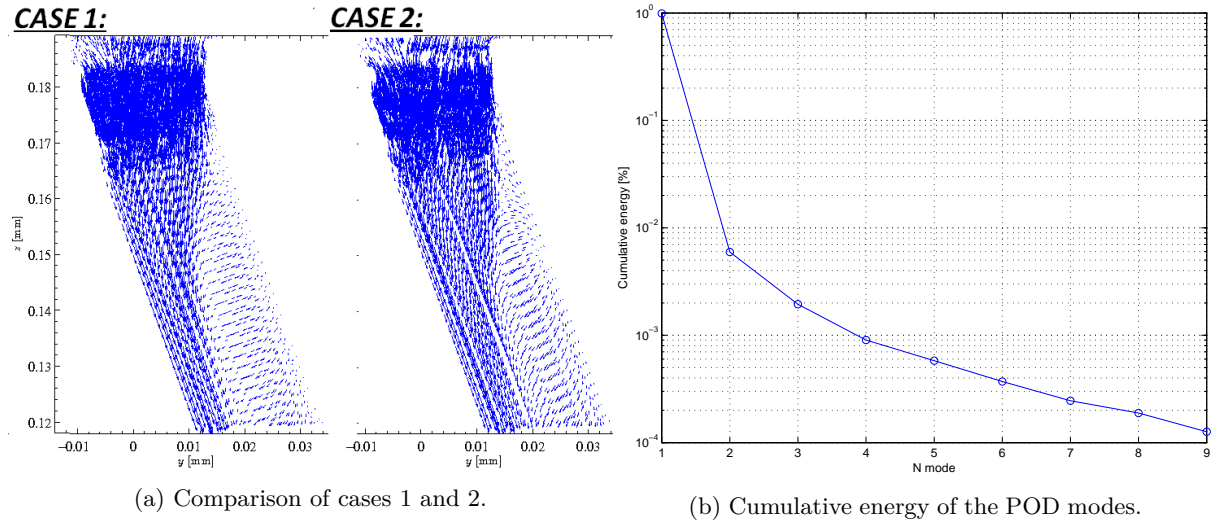 CASE 1:
CASE 2:
0.18
0.17
0.16
0.15
0.14
0.13
0.12
z [mm]
−0.01
0
0.01
0.02
0.03
y [mm]
−0.01
0
0.01
0.02
0.03
y [mm]
(a) Comparison of cases 1 and 2.
10^0
10^−1
10^−2
10^−3
10^−4
Cumulative energy [%]
1 2 3 4 5 6 7 8 9
N mode
(b) Cumulative energy of the POD modes.